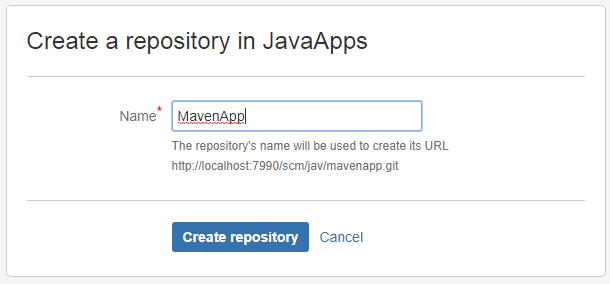 Create a repository in JavaApps
Name*
MavenApp
The repository's name will be used to create its URL
http://localhost:7990/scm/jav/mavenapp.git
Create repository Cancel